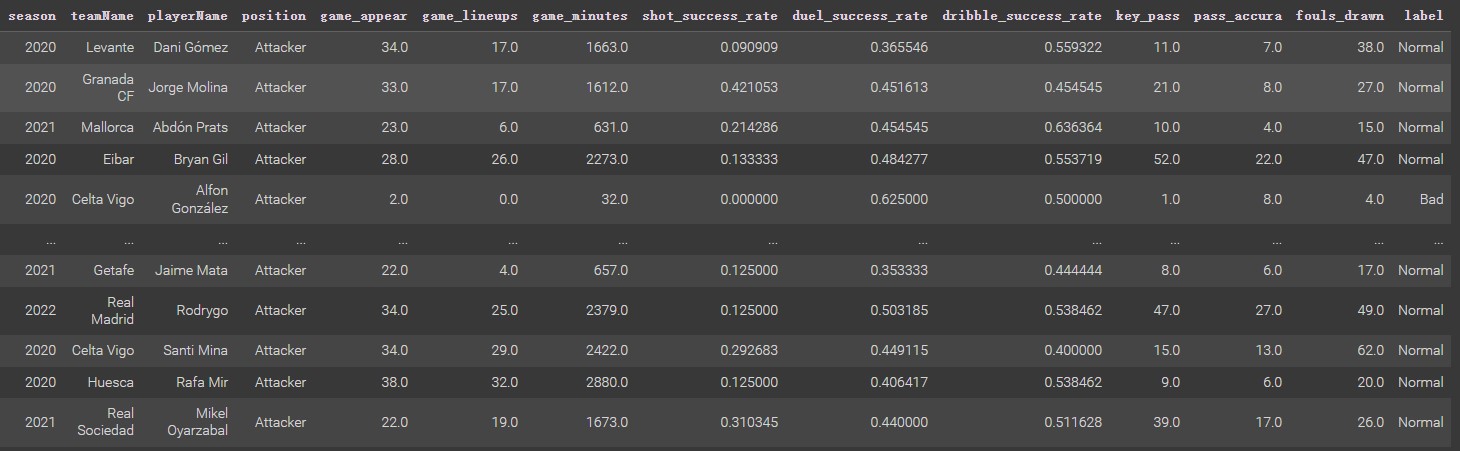 season teamName playerName position game_appear game_lineups game_minutes shot_success_rate duel_success_rate dribble_success_rate key_pass pass_accura fouls_drawn label
2020 Levante Dani Gómez Attacker 34.0 17.0 1663.0 0.090909 0.365546 0.559322 11.0 7.0 38.0 Normal
2020 Granada CF Jorge Molina Attacker 33.0 17.0 1612.0 0.421053 0.451613 0.454545 21.0 8.0 27.0 Normal
2021 Mallorca Abdón Prats Attacker 23.0 6.0 631.0 0.214286 0.454545 0.636364 10.0 4.0 15.0 Normal
2020 Eibar Bryan Gil Attacker 28.0 26.0 2273.0 0.133333 0.484277 0.553719 52.0 22.0 47.0 Normal
2020 Celta Vigo Alfon González Attacker 2.0 0.0 32.0 0.000000 0.625000 0.500000 1.0 8.0 4.0 Bad
... ... ... ... ... ... ... ... ... ... ... ... ... ...
2021 Getafe Jaime Mata Attacker 22.0 4.0 657.0 0.125000 0.353333 0.444444 8.0 6.0 17.0 Normal
2022 Real Madrid Rodrygo Attacker 34.0 25.0 2379.0 0.125000 0.503185 0.538462 47.0 27.0 49.0 Normal
2020 Celta Vigo Santi Mina Attacker 34.0 29.0 2422.0 0.292683 0.449115 0.400000 15.0 13.0 62.0 Normal
2020 Huesca Rafa Mir Attacker 38.0 32.0 2880.0 0.125000 0.406417 0.538462 9.0 6.0 20.0 Normal
2021 Real Sociedad Mikel Oyarzabal Attacker 22.0 19.0 1673.0 0.310345 0.440000 0.511628 39.0 17.0 26.0 Normal